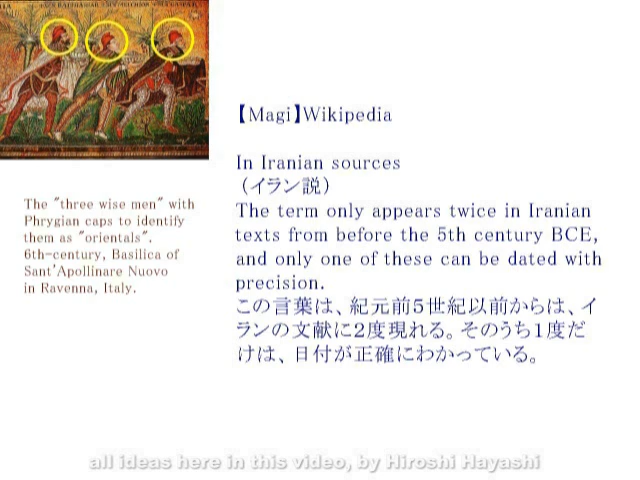 The "three wise men" with
Phrygian caps to identify
them as "orientals".
6th-century, Basilica of
Sant'Apollinare Nuovo
in Ravenna, Italy.
【Magi】Wikipedia
In Iranian sources
（イラン説）
The term only appears twice in Iranian
texts from before the 5th century BCE,
and only one of these can be dated with
precision.
この言葉は、紀元前５世紀以前からは、イ
ランの文献に２度現れる。そのうち１度だ
けは、日付が正確にわかっている。
all ideas here in this video, by Hiroshi Hayashi